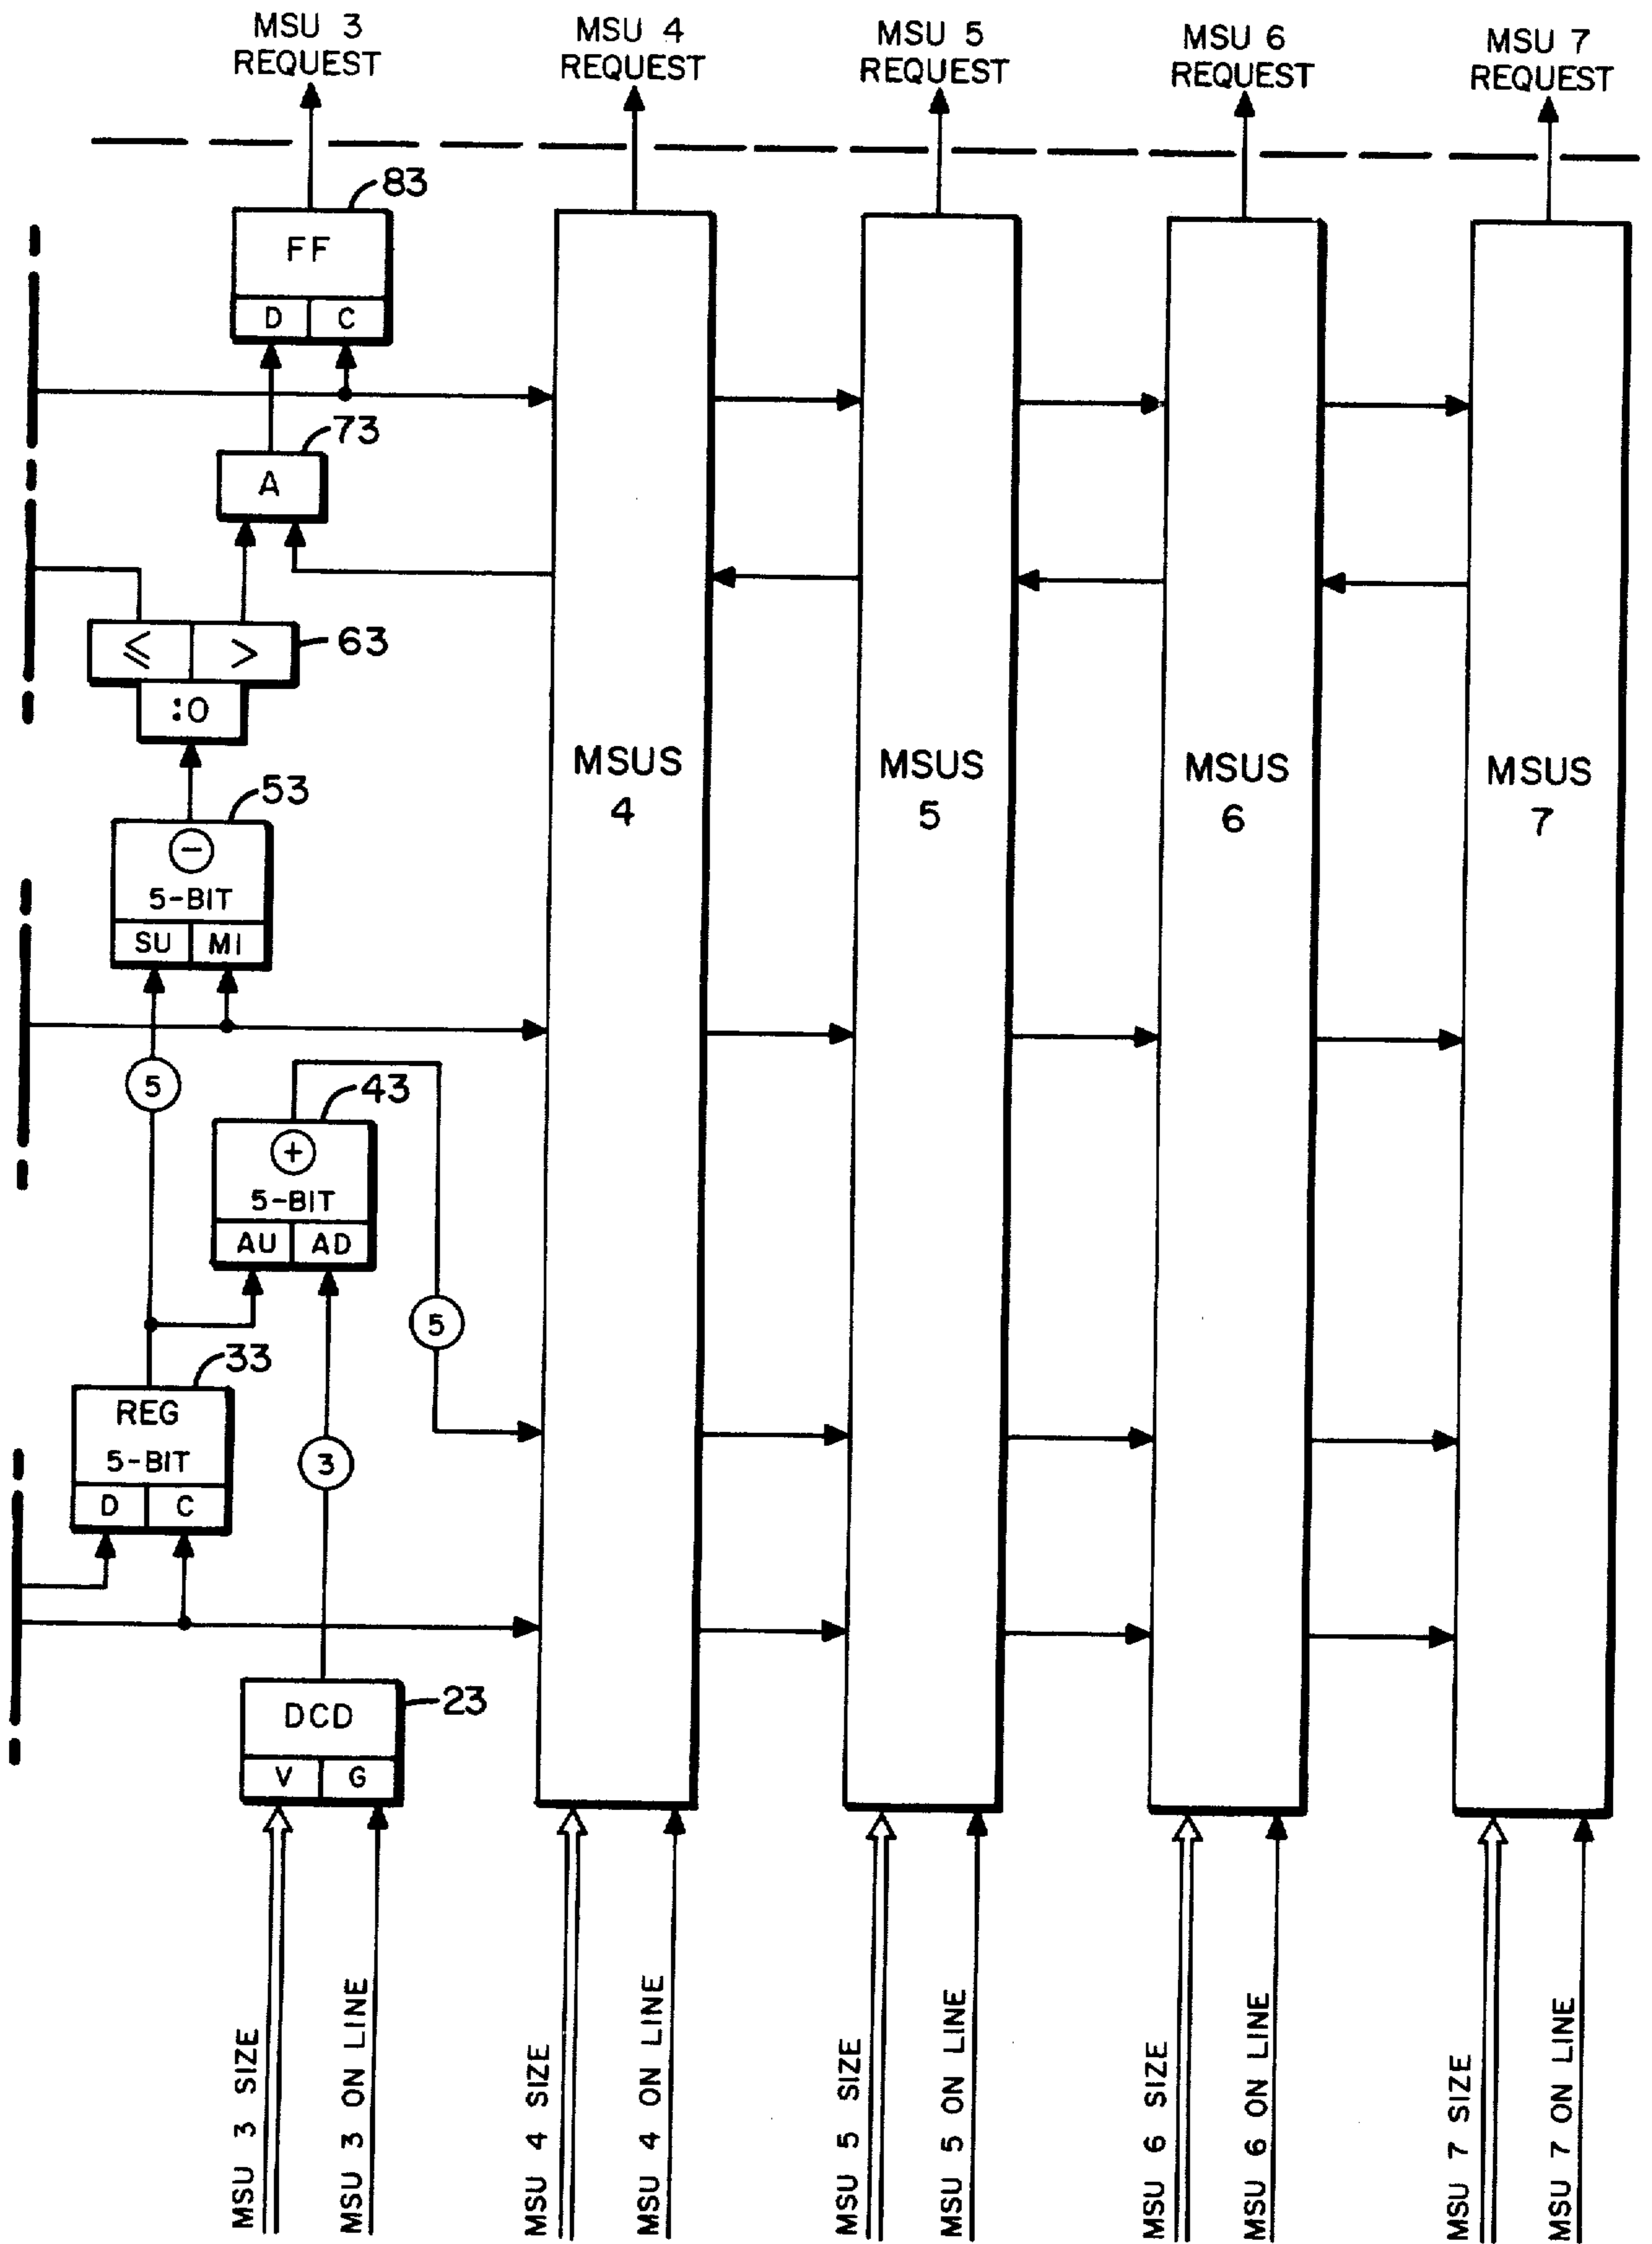 MSU 3
REQUEST
MSU 4
REQUEST
MSU 5
REQUEST
MSU 6
REQUEST
MSU 7
REQUEST
83
FF
D C
73
A
≤ >
63
:0
53
−
5-BIT
SU MI
MSUS
4
MSUS
5
MSUS
6
MSUS
7
5
43
+
5-BIT
AU AD
5
33
REG
5-BIT
D C
3
23
DCD
V G
MSU 3 SIZE
MSU 3 ON LINE
MSU 4 SIZE
MSU 4 ON LINE
MSU 5 SIZE
MSU 5 ON LINE
MSU 6 SIZE
MSU 6 ON LINE
MSU 7 SIZE
MSU 7 ON LINE